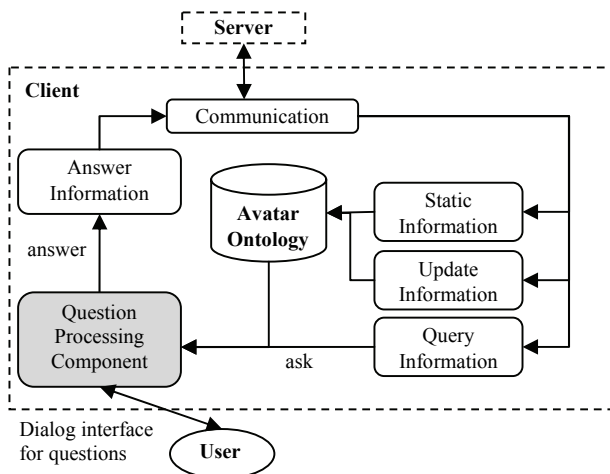 Server
Client
Communication
Answer
Information
Avatar
Ontology
Static
Information
Update
Information
Query
Information
answer
Question
Processing
Component
ask
Dialog interface
for questions
User